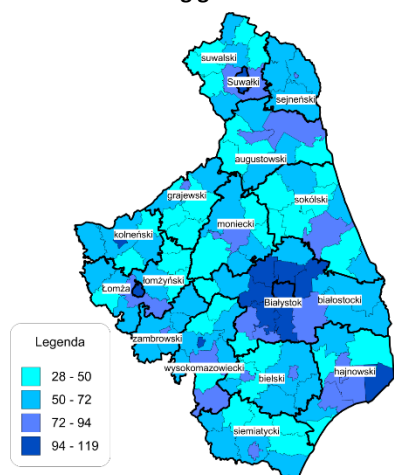 suwalski
Suwałki
sejneński
augustowski
grajewski
sokólski
kolneński
moniecki
Łomża
łomżyński
Białystok
białostocki
zambrowski
wysokomazowiecki
bielski
hajnowski
siemiatycki
Legenda
28 - 50
50 - 72
72 - 94
94 - 119